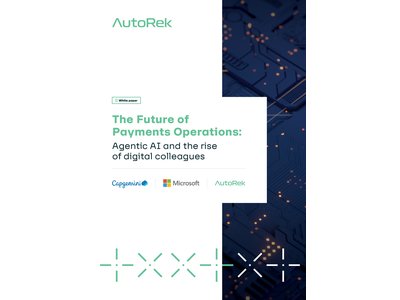 AutoRek
White paper
The Future of
Payments Operations:
Agentic AI and the rise
of digital colleagues
Capgemini
Microsoft
AutoRek